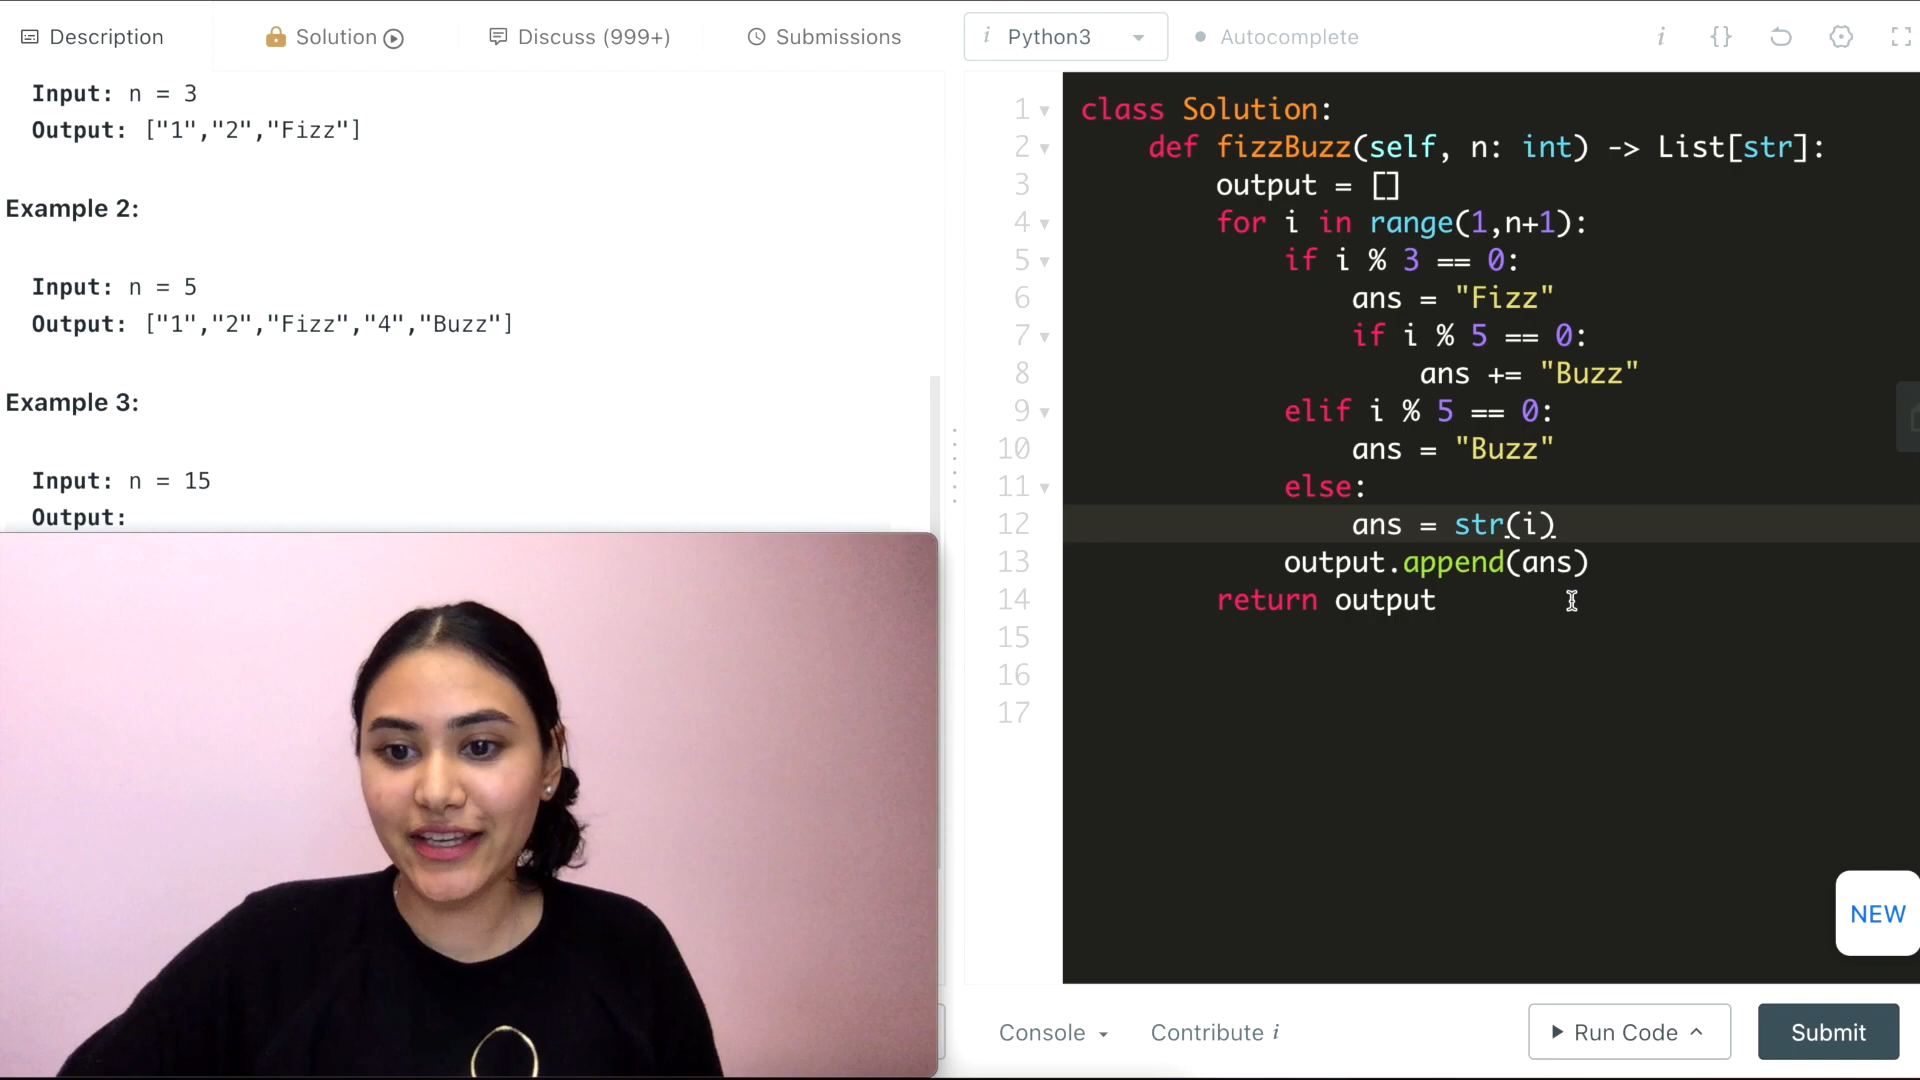 Description
Solution
Discuss (999+)
Submissions
i Python3
Autocomplete
i {}
Input: n = 3
Output: ["1","2","Fizz"]
Example 2:
Input: n = 5
Output: ["1","2","Fizz","4","Buzz"]
Example 3:
Input: n = 15
Output:
1 class Solution:
2 def fizzBuzz(self, n: int) -> List[str]:
3 output = []
4 for i in range(1,n+1):
5 if i % 3 == 0:
6 ans = "Fizz"
7 if i % 5 == 0:
8 ans += "Buzz"
9 elif i % 5 == 0:
10 ans = "Buzz"
11 else:
12 ans = str(i)
13 output.append(ans)
14 return output
15
16
17
NEW
Console
Contribute i
Run Code
Submit